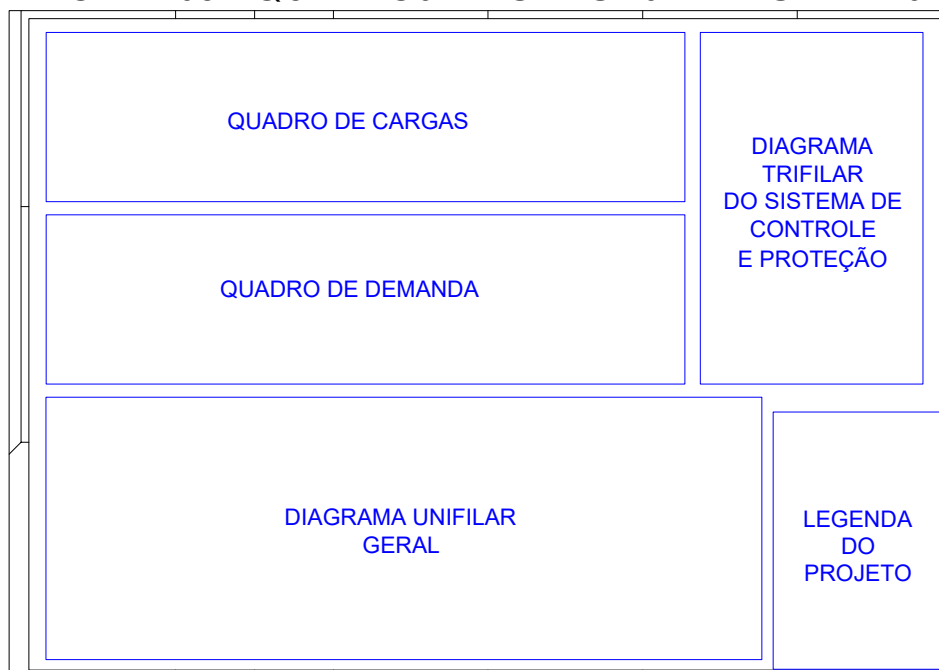 QUADRO DE CARGAS
DIAGRAMA
TRIFILAR
DO SISTEMA DE
CONTROLE
E PROTEÇÃO
QUADRO DE DEMANDA
DIAGRAMA UNIFILAR
GERAL
LEGENDA
DO
PROJETO